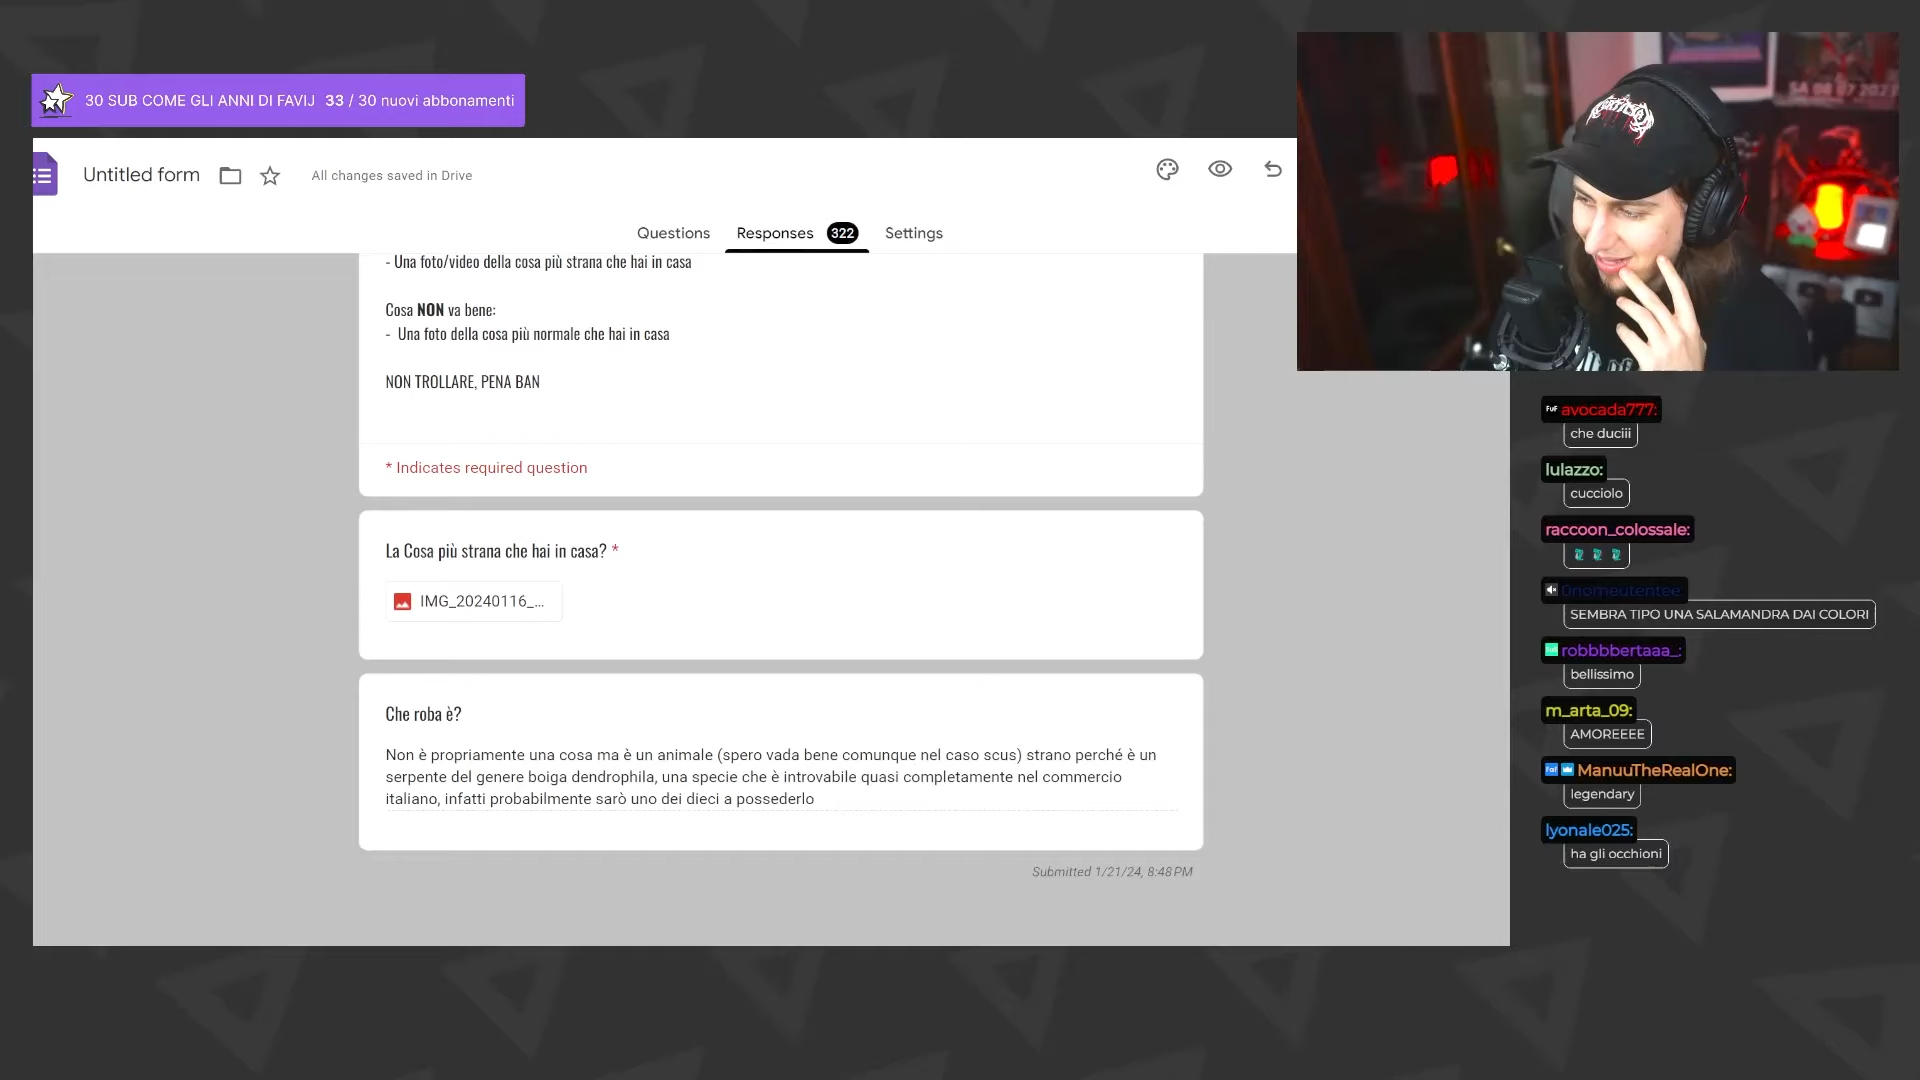 30 SUB COME GLI ANNI DI FAVIJ 33 / 30 nuovi abbonamenti
Untitled form
All changes saved in Drive
Questions Responses 322 Settings
- Una foto/video della cosa più strana che hai in casa
Cosa NON va bene:
- Una foto della cosa più normale che hai in casa
NON TROLLARE, PENA BAN
* Indicates required question
La Cosa più strana che hai in casa? *
IMG_20240116_...
Che roba è?
Non è propriamente una cosa ma è un animale (spero vada bene comunque nel caso scus) strano perché è un
serpente del genere boiga dendrophila, una specie che è introvabile quasi completamente nel commercio
italiano, infatti probabilmente sarò uno dei dieci a possederlo
Submitted 1/21/24, 8:48 PM
avocada777:
che duciii
lulazzo:
cucciolo
raccoon_colossale:
0nomeutentee:
SEMBRA TIPO UNA SALAMANDRA DAI COLORI
robbbbertaaa_:
bellissimo
m_arta_09:
AMOREEEE
ManuuTheRealOne:
legendary
lyonale025:
ha gli occhioni